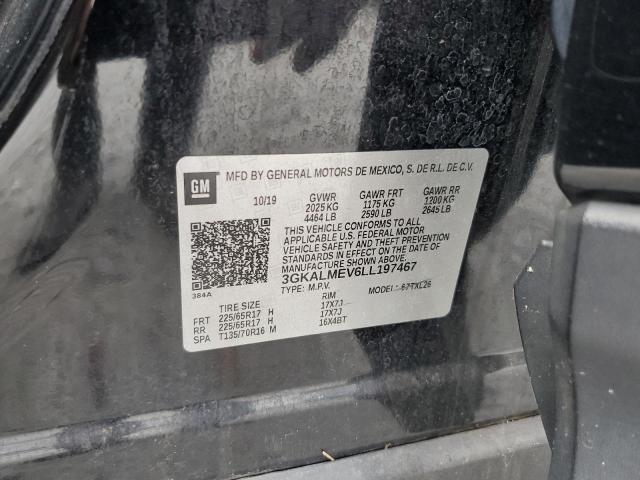 GM
MFD BY GENERAL MOTORS DE MEXICO, S. DE R.L. DE C.V.
10/19 GVWR GAWR FRT GAWR RR
2025 KG 1175 KG 1200 KG
4464 LB 2590 LB 2645 LB
THIS VEHICLE CONFORMS TO ALL
APPLICABLE U.S. FEDERAL MOTOR
VEHICLE SAFETY AND THEFT PREVENTION
STANDARDS IN EFFECT ON THE DATE OF
MANUFACTURE SHOWN ABOVE.
3GKALMEV6LL197467
384A
TYPE: M.P.V. MODEL:
TIRE SIZE RIM
FRT 225/65R17 H 17X7J
RR 225/65R17 H 17X7J
SPA T135/70R16 M 16X4BT